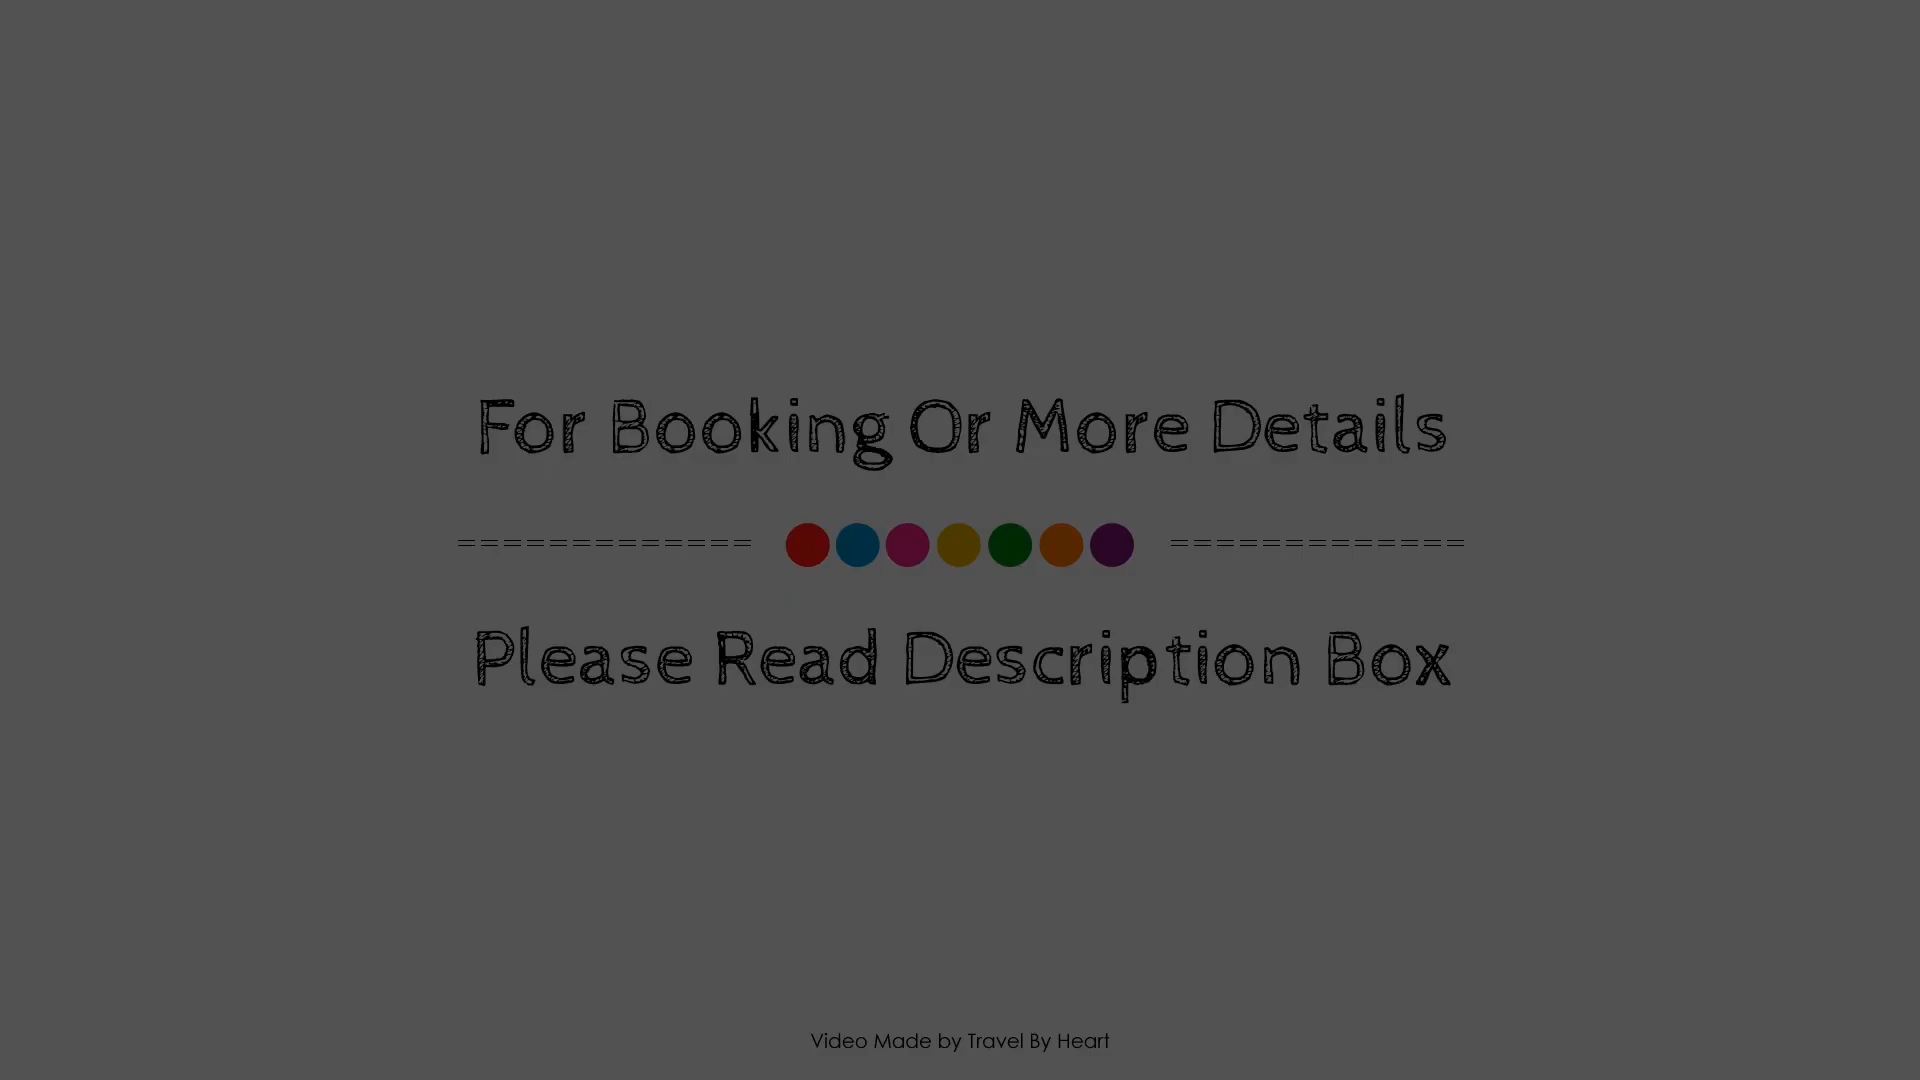 For Booking Or More Details
============= =============
Please Read Description Box
Video Made by Travel By Heart